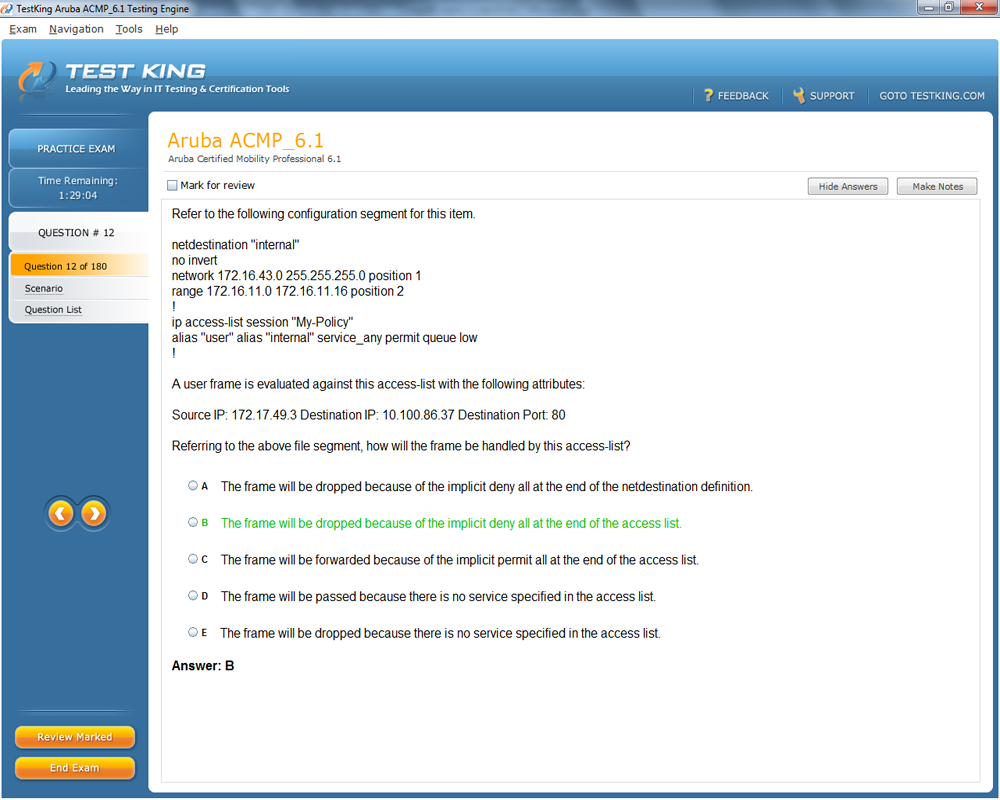 TestKing Aruba ACMP_6.1 Testing Engine
Exam Navigation Tools Help
TEST KING
Leading the Way in IT Testing & Certification Tools
FEEDBACK SUPPORT GOTO TESTKING.COM
PRACTICE EXAM
Time Remaining:
1:29:04
QUESTION # 12
Question 12 of 180
Scenario
Question List
Review Marked
End Exam
Aruba ACMP_6.1
Aruba Certified Mobility Professional 6.1
Mark for review
Hide Answers Make Notes
Refer to the following configuration segment for this item.
netdestination "internal"
no invert
network 172.16.43.0 255.255.255.0 position 1
range 172.16.11.0 172.16.11.16 position 2
!
ip access-list session "My-Policy"
alias "user" alias "internal" service_any permit queue low
!
A user frame is evaluated against this access-list with the following attributes:
Source IP: 172.17.49.3 Destination IP: 10.100.86.37 Destination Port: 80
Referring to the above file segment, how will the frame be handled by this access-list?
A The frame will be dropped because of the implicit deny all at the end of the netdestination definition.
B The frame will be dropped because of the implicit deny all at the end of the access list.
C The frame will be forwarded because of the implicit permit all at the end of the access list.
D The frame will be passed because there is no service specified in the access list.
E The frame will be dropped because there is no service specified in the access list.
Answer: B